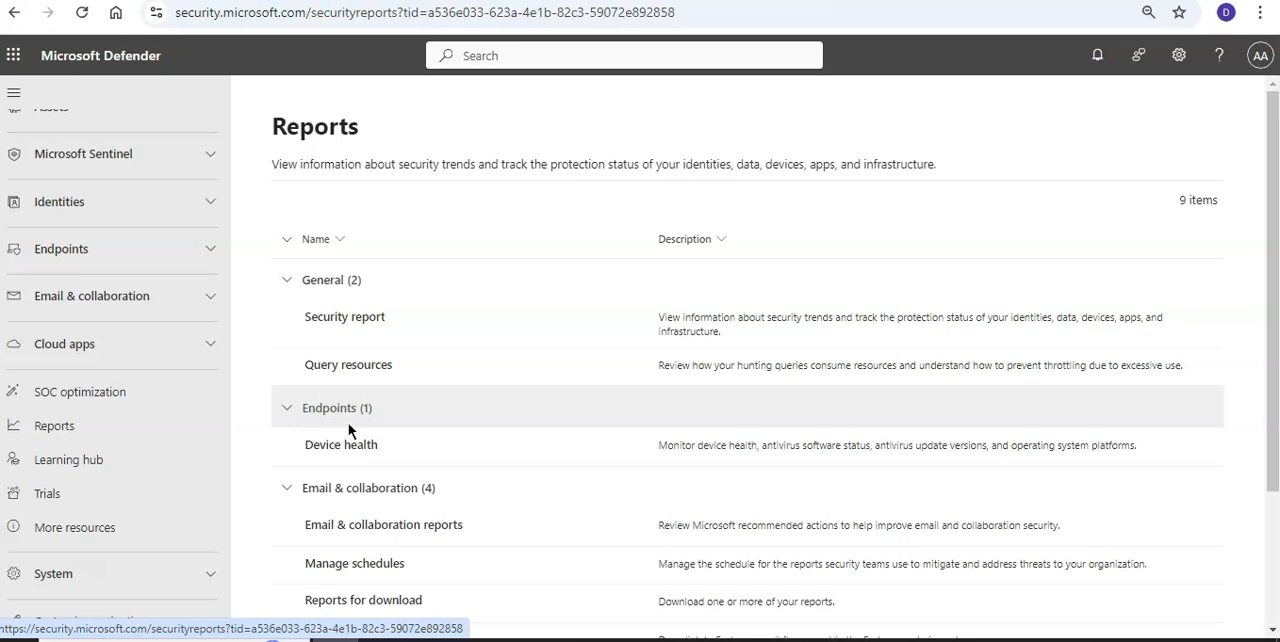 security.microsoft.com/securityreports?tid=a536e033-623a-4e1b-82c3-59072e892858
D
Microsoft Defender
Search
AA
Assets
Microsoft Sentinel
Identities
Endpoints
Email & collaboration
Cloud apps
SOC optimization
Reports
Learning hub
Trials
More resources
System
Reports
View information about security trends and track the protection status of your identities, data, devices, apps, and infrastructure.
9 items
Name Description
General (2)
Security report
View information about security trends and track the protection status of your identities, data, devices, apps, and
infrastructure.
Query resources
Review how your hunting queries consume resources and understand how to prevent throttling due to excessive use.
Endpoints (1)
Device health
Monitor device health, antivirus software status, antivirus update versions, and operating system platforms.
Email & collaboration (4)
Email & collaboration reports
Review Microsoft recommended actions to help improve email and collaboration security.
Manage schedules
Manage the schedule for the reports security teams use to mitigate and address threats to your organization.
Reports for download
Download one or more of your reports.
https://security.microsoft.com/securityreports?tid=a536e033-623a-4e1b-82c3-59072e892858